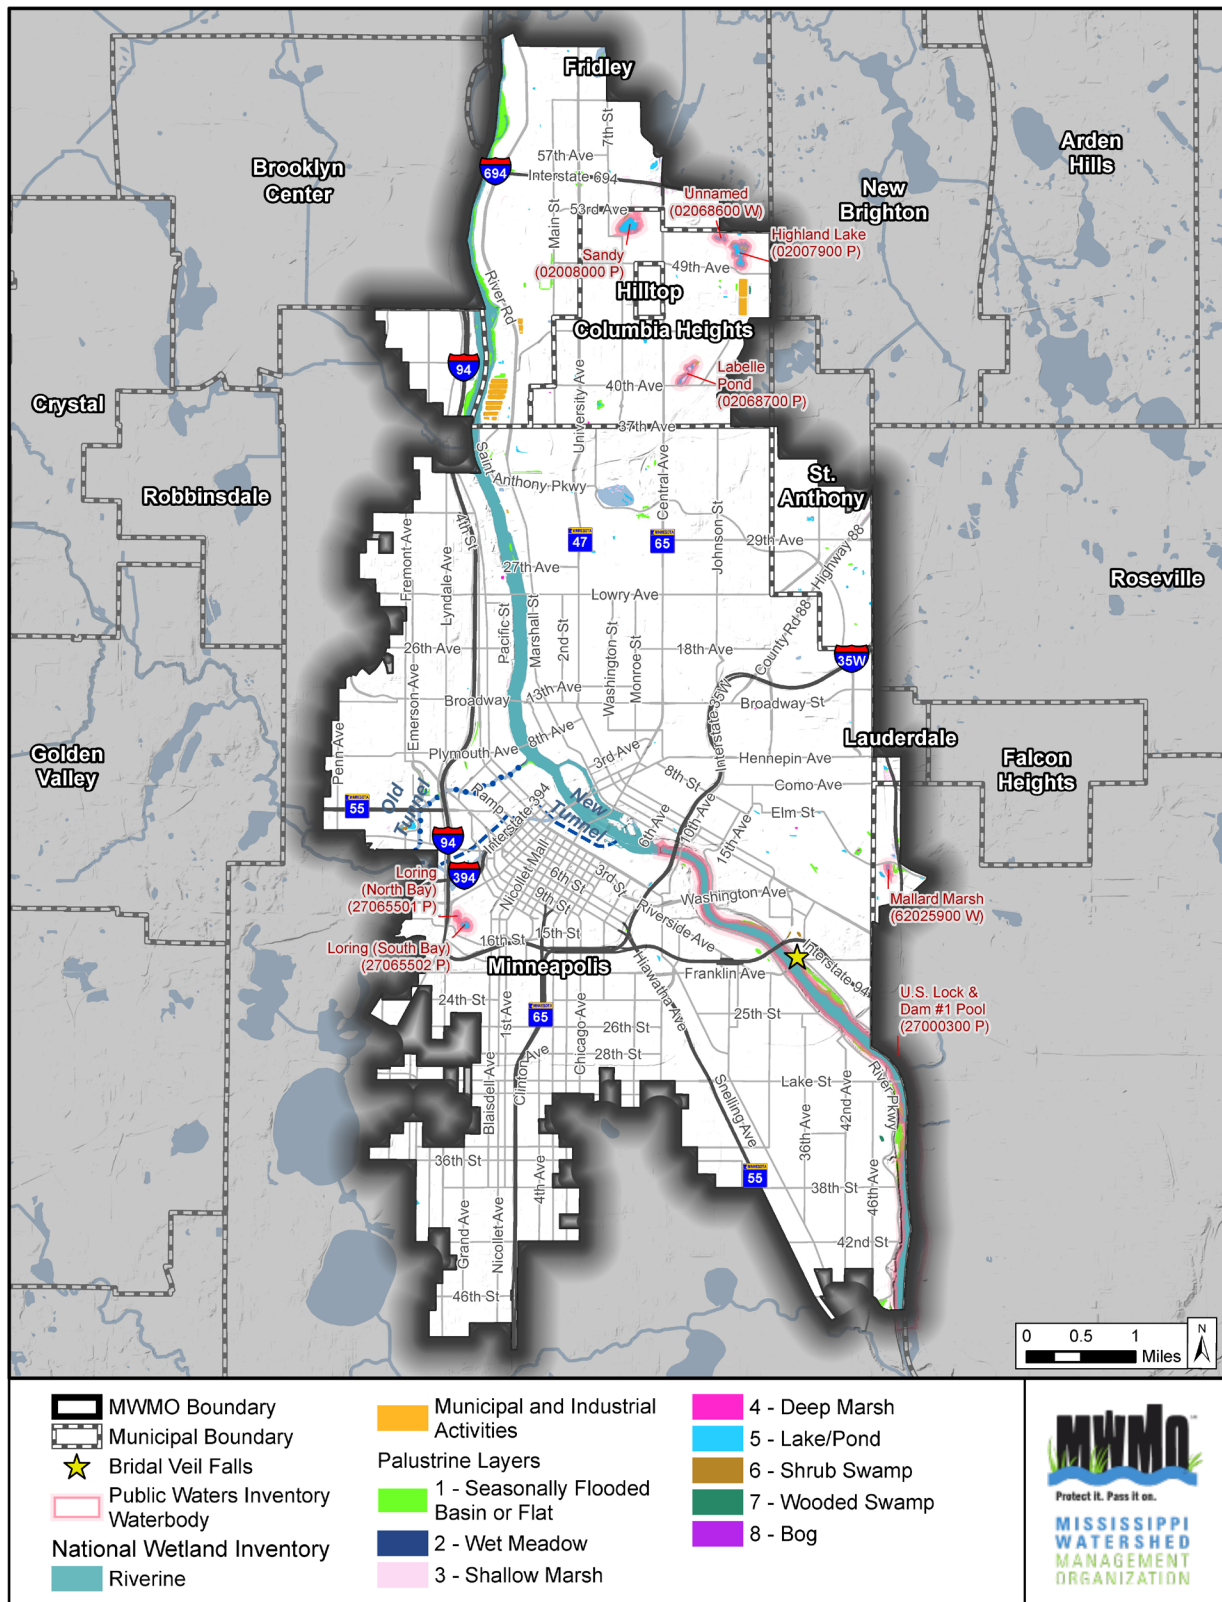 Fridley
7th St
57th Ave
694
Interstate 694
Brooklyn
Center
Arden
Hills
New
Brighton
Unnamed
(02068600 W)
53rd Ave
Main St
Highland Lake
(02007900 P)
Sandy
(02008000 P)
49th Ave
Hilltop
River Rd
Columbia Heights
94
Labelle
Pond
(02068700 P)
40th Ave
University Ave
Crystal
37th Ave
Saint Anthony Pkwy
Central Ave
St.
Anthony
Robbinsdale
4th St
Fremont Ave
Lyndale Ave
MINNESOTA
47
MINNESOTA
65
Johnson St
29th Ave
Highway 88
27th Ave
Roseville
Lowry Ave
Pacific St
Marshall St
2nd St
Washington St
Monroe St
County Rd 88
26th Ave
18th Ave
35W
Emerson Ave
Broadway
13th Ave
Interstate 35W
Broadway St
Penn Ave
Plymouth Ave
8th Ave
3rd Ave
Lauderdale
Golden
Valley
Hennepin Ave
Falcon
Heights
8th St
Como Ave
Old
Tunnel
Ramp
Interstate 394
New
Tunnel
MINNESOTA
55
6th Ave
10th Ave
15th Ave
Elm St
94
394
Nicollet Mall
6th St
9th St
3rd St
Loring
(North Bay)
(27065501 P)
Washington Ave
Mallard Marsh
(62025900 W)
Riverside Ave
Loring (South Bay)
(27065502 P)
16th St
15th St
Minneapolis
Hiawatha Ave
Franklin Ave
Interstate 94
U.S. Lock &
Dam #1 Pool
(27000300 P)
24th St
1st Ave
MINNESOTA
65
Chicago Ave
26th St
25th St
28th St
Blaisdell Ave
Clinton Ave
Snelling Ave
Lake St
River Pkwy
42nd Ave
36th Ave
36th St
4th Ave
MINNESOTA
55
38th St
46th Ave
Grand Ave
Nicollet Ave
42nd St
46th St
0 0.5 1
Miles
N
MWMO Boundary
Municipal Boundary
Bridal Veil Falls
Public Waters Inventory
Waterbody
National Wetland Inventory
Riverine
Municipal and Industrial
Activities
Palustrine Layers
1 - Seasonally Flooded
Basin or Flat
2 - Wet Meadow
3 - Shallow Marsh
4 - Deep Marsh
5 - Lake/Pond
6 - Shrub Swamp
7 - Wooded Swamp
8 - Bog
MWMO
Protect it. Pass it on.
MISSISSIPPI
WATERSHED
MANAGEMENT
ORGANIZATION